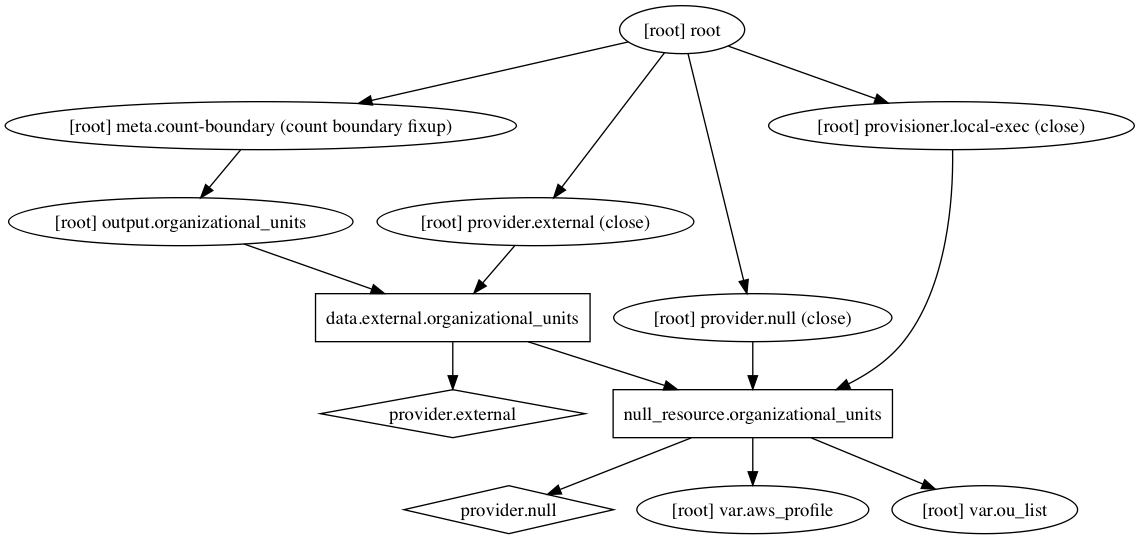 [root] root
[root] meta.count-boundary (count boundary fixup)
[root] provisioner.local-exec (close)
[root] output.organizational_units
[root] provider.external (close)
data.external.organizational_units
[root] provider.null (close)
provider.external
null_resource.organizational_units
provider.null
[root] var.aws_profile
[root] var.ou_list